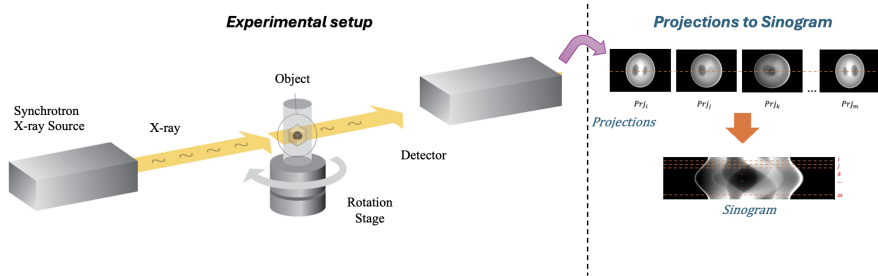 Experimental setup
Projections to Sinogram
Object
Synchrotron
X-ray Source
X-ray
Detector
Rotation
Stage
...
Prj_i
Prj_j
Prj_k
Prj_m
Projections
i
j
k
...
m
Sinogram